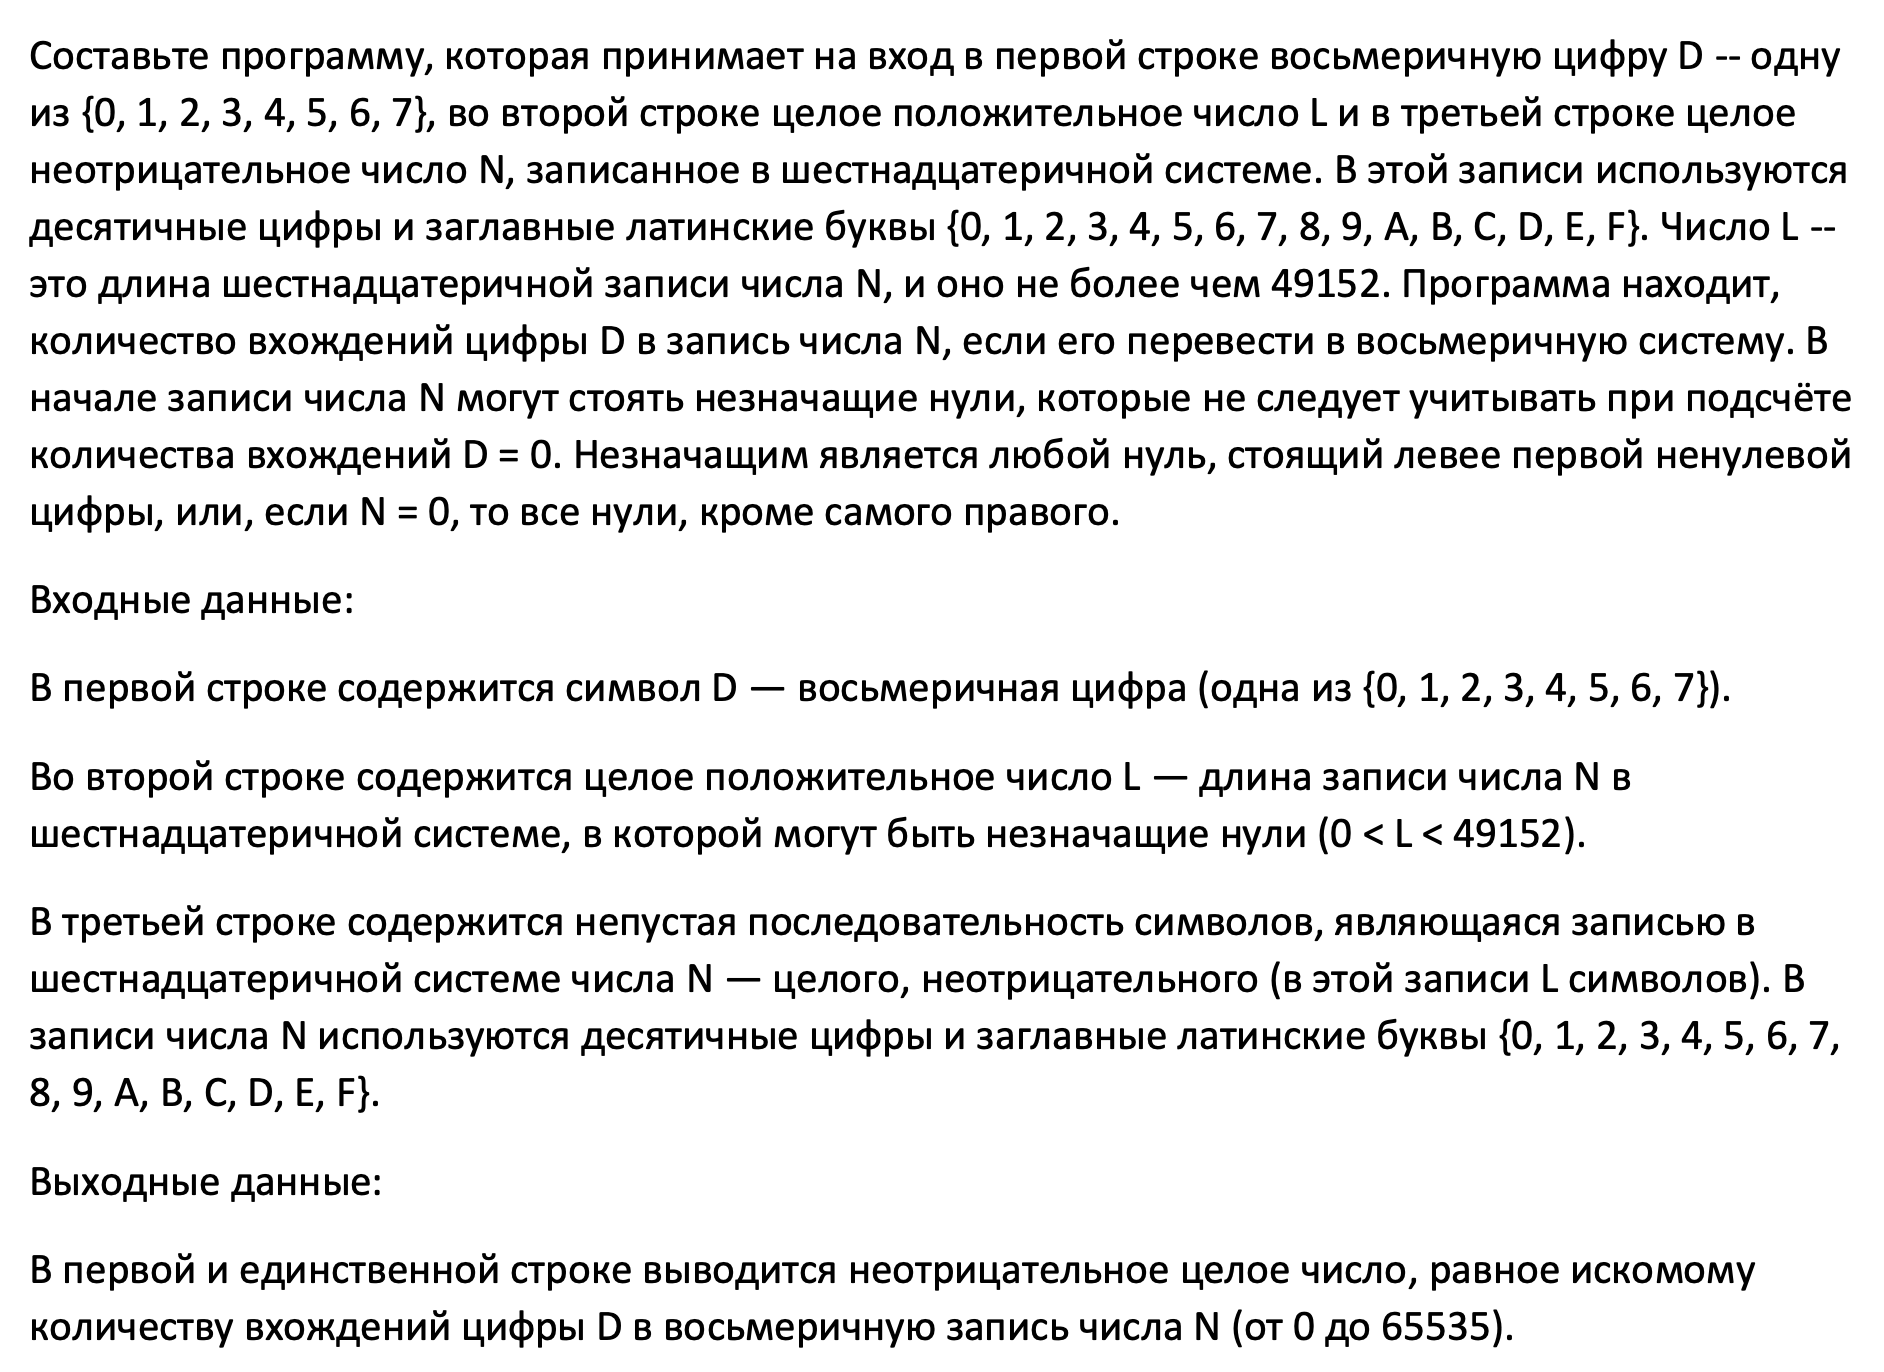 Составьте программу, которая принимает на вход в первой строке восьмеричную цифру D -- одну
из {0, 1, 2, 3, 4, 5, 6, 7}, во второй строке целое положительное число L и в третьей строке целое
неотрицательное число N, записанное в шестнадцатеричной системе. В этой записи используются
десятичные цифры и заглавные латинские буквы {0, 1, 2, 3, 4, 5, 6, 7, 8, 9, A, B, C, D, E, F}. Число L --
это длина шестнадцатеричной записи числа N, и оно не более чем 49152. Программа находит,
количество вхождений цифры D в запись числа N, если его перевести в восьмеричную систему. В
начале записи числа N могут стоять незначащие нули, которые не следует учитывать при подсчёте
количества вхождений D = 0. Незначащим является любой нуль, стоящий левее первой ненулевой
цифры, или, если N = 0, то все нули, кроме самого правого.
Входные данные:
В первой строке содержится символ D — восьмеричная цифра (одна из {0, 1, 2, 3, 4, 5, 6, 7}).
Во второй строке содержится целое положительное число L — длина записи числа N в
шестнадцатеричной системе, в которой могут быть незначащие нули (0 < L < 49152).
В третьей строке содержится непустая последовательность символов, являющаяся записью в
шестнадцатеричной системе числа N — целого, неотрицательного (в этой записи L символов). В
записи числа N используются десятичные цифры и заглавные латинские буквы {0, 1, 2, 3, 4, 5, 6, 7,
8, 9, A, B, C, D, E, F}.
Выходные данные:
В первой и единственной строке выводится неотрицательное целое число, равное искомому
количеству вхождений цифры D в восьмеричную запись числа N (от 0 до 65535).